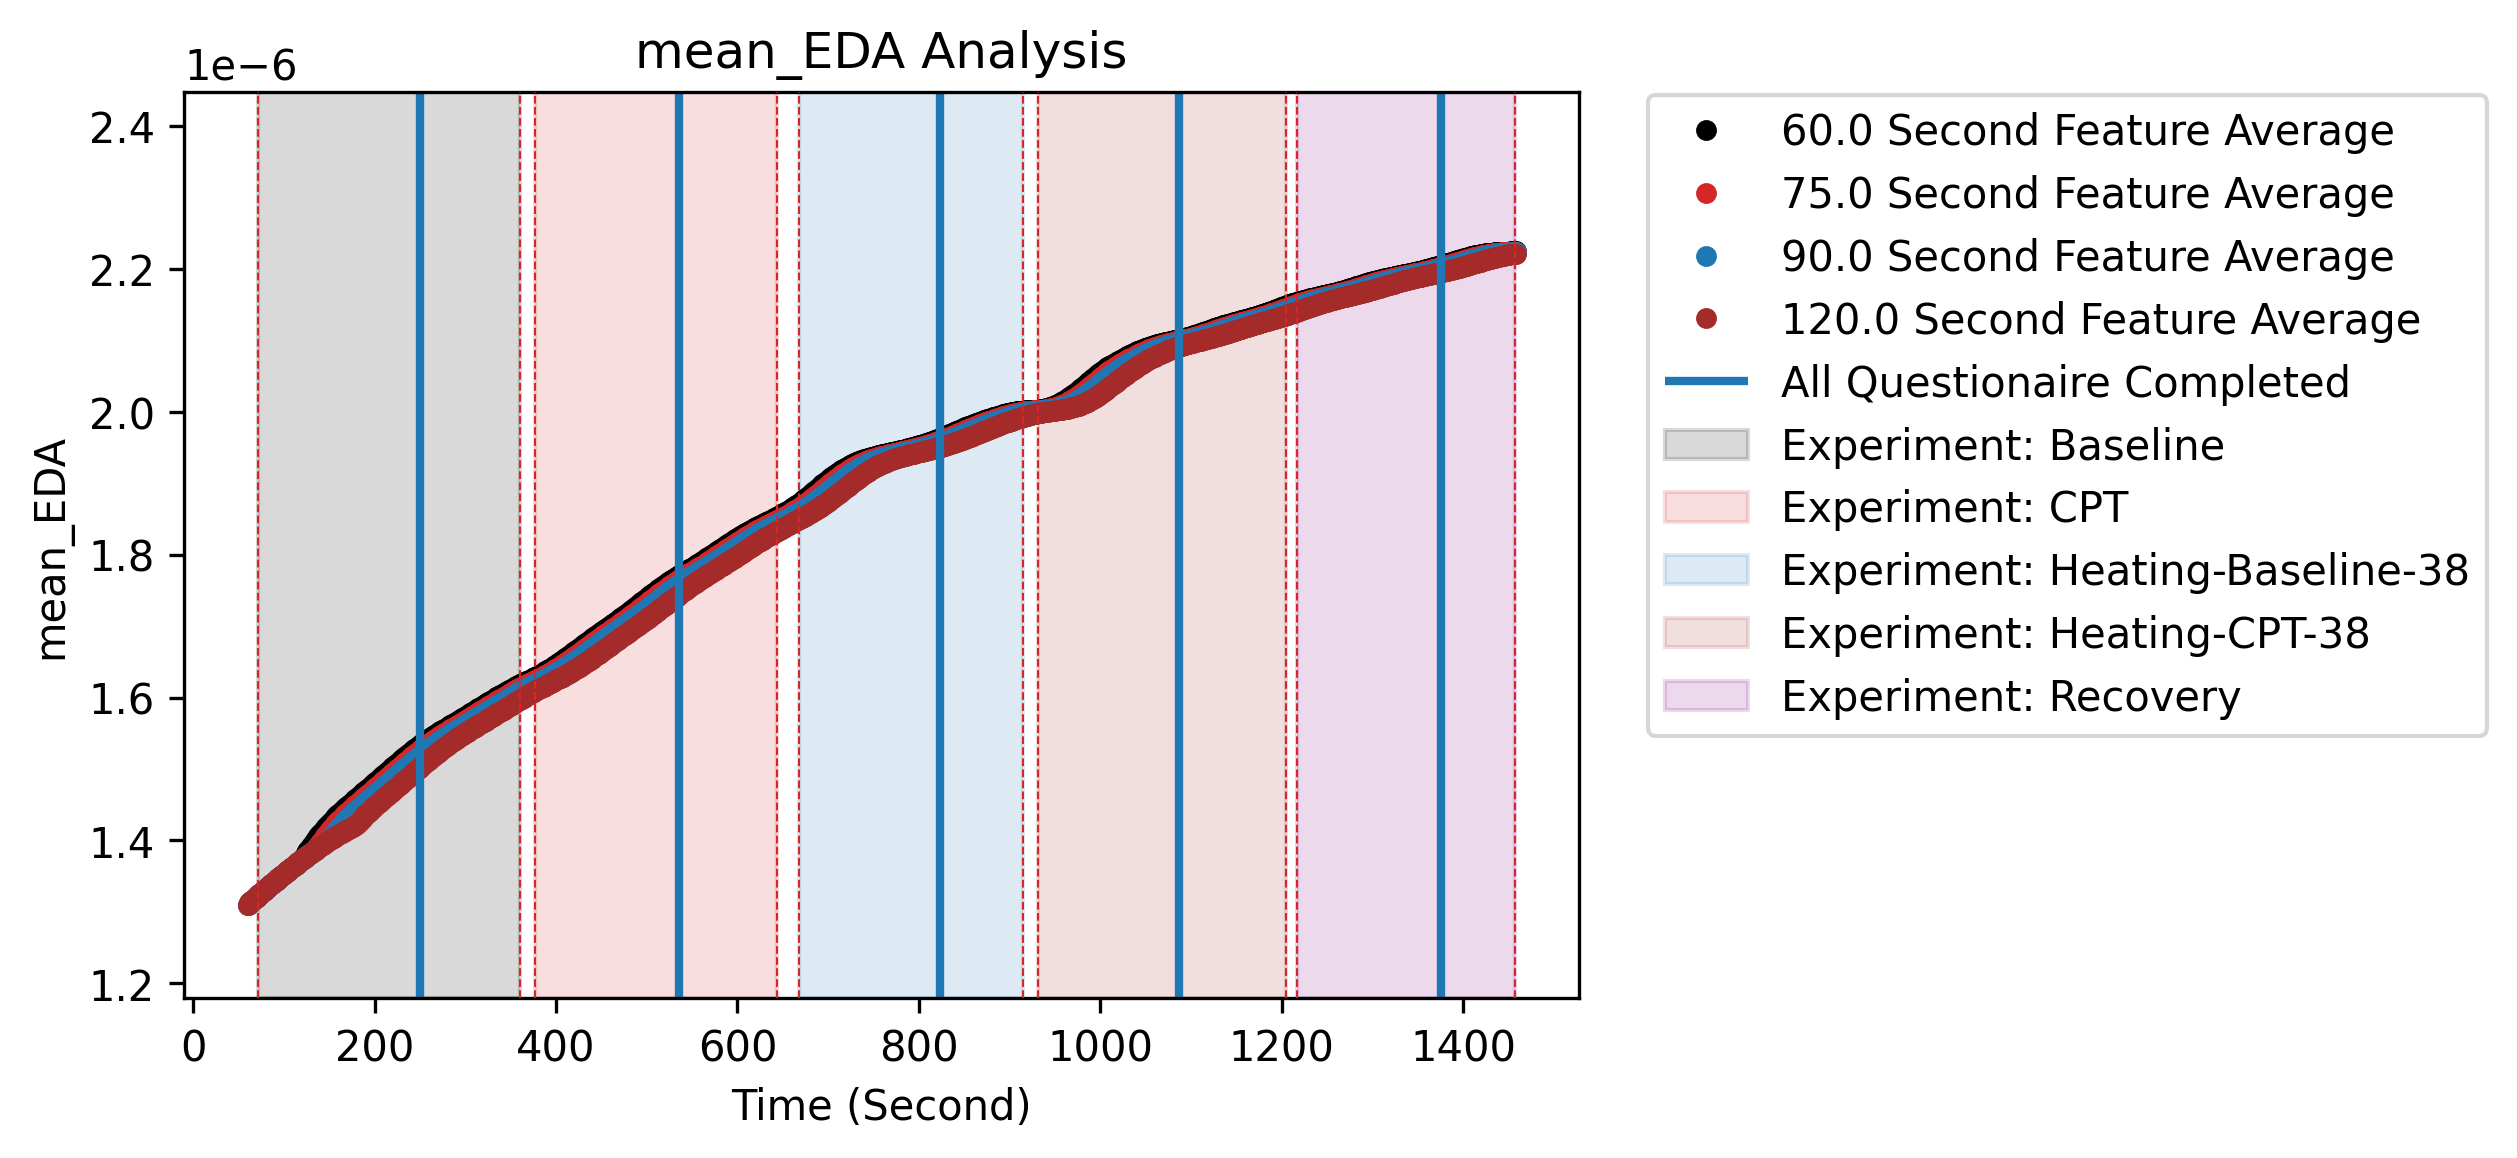 mean_EDA Analysis
1e−6
2.4
2.2
2.0
1.8
1.6
1.4
1.2
mean_EDA
0 200 400 600 800 1000 1200 1400
Time (Second)
60.0 Second Feature Average
75.0 Second Feature Average
90.0 Second Feature Average
120.0 Second Feature Average
All Questionaire Completed
Experiment: Baseline
Experiment: CPT
Experiment: Heating-Baseline-38
Experiment: Heating-CPT-38
Experiment: Recovery